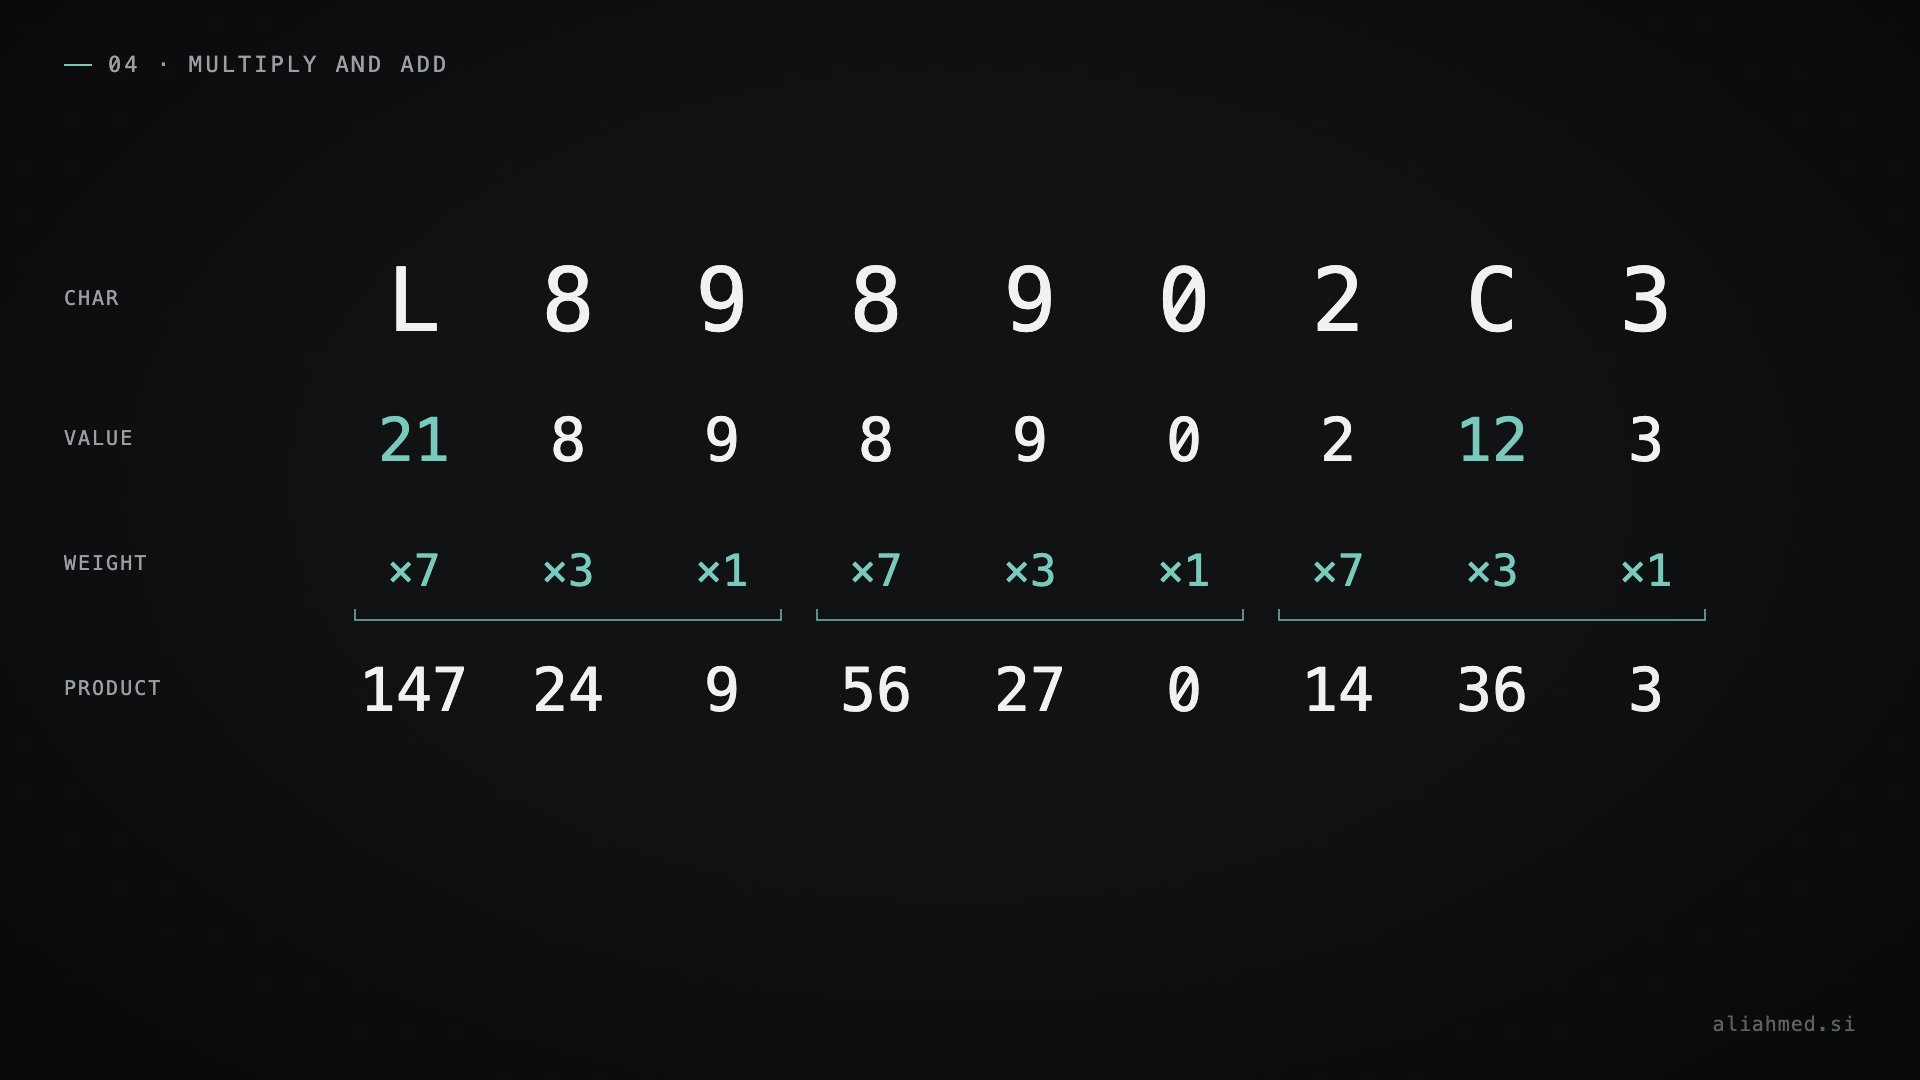 04 · MULTIPLY AND ADD
CHAR L 8 9 8 9 0 2 C 3
VALUE 21 8 9 8 9 0 2 12 3
WEIGHT ×7 ×3 ×1 ×7 ×3 ×1 ×7 ×3 ×1
PRODUCT 147 24 9 56 27 0 14 36 3
aliahmed.si